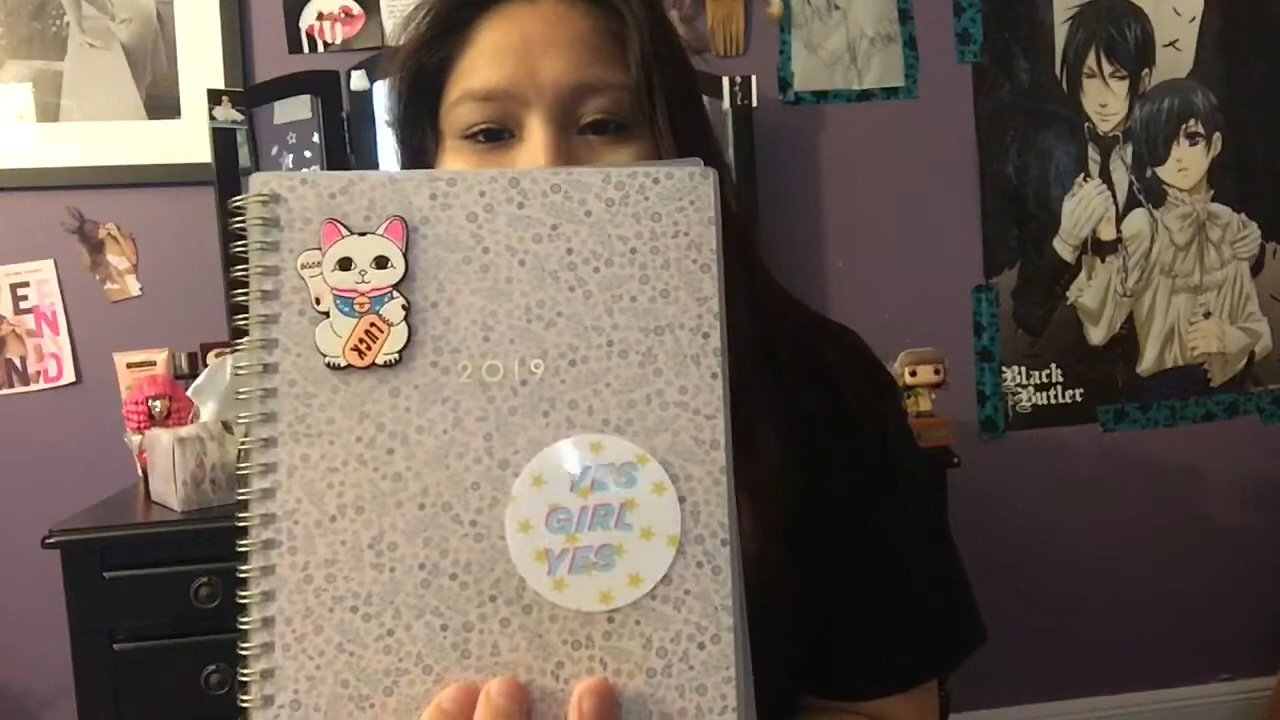 LUCK
2019
YES
GIRL
YES
Black
Butler